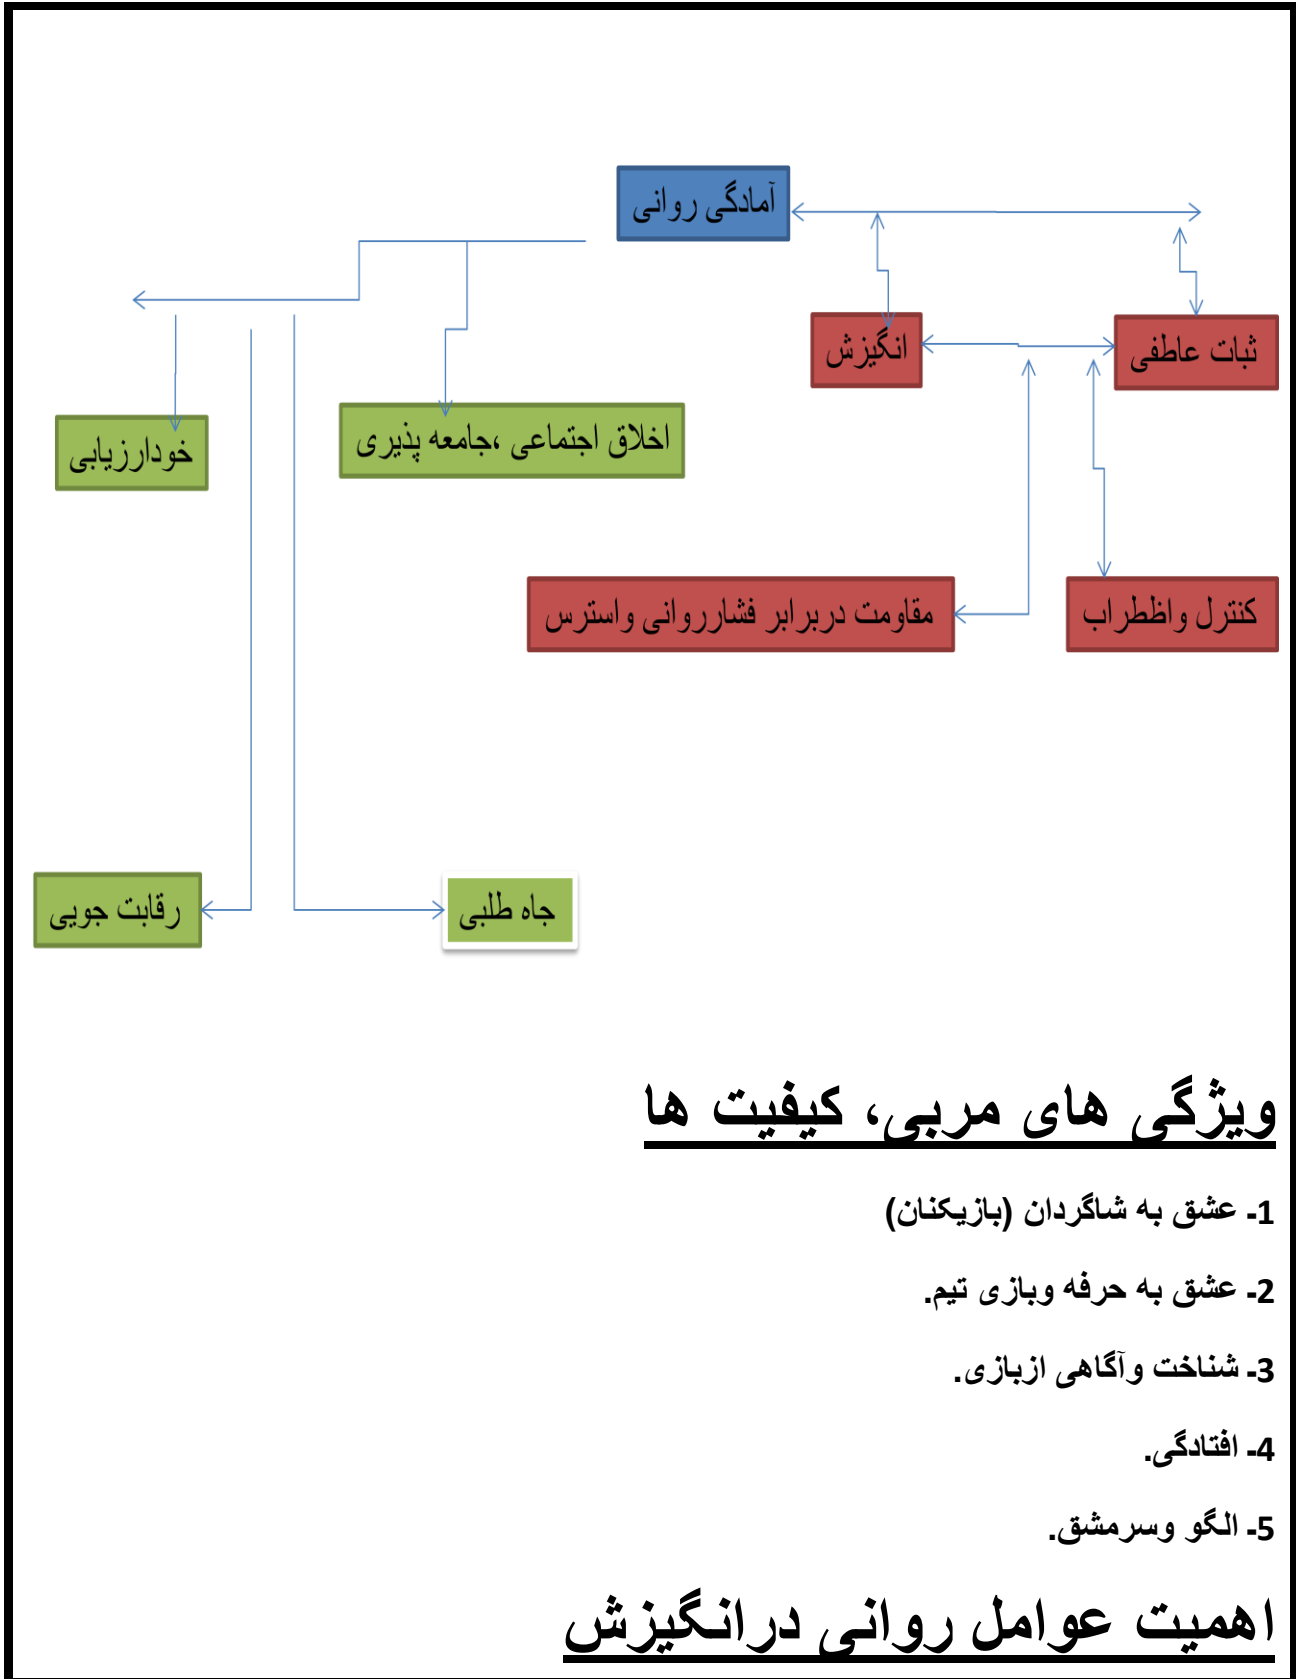 آمادگی روانی
ثبات عاطفی
انگیزش
اخلاق اجتماعی ،جامعه پذیری
خودارزیابی
کنترل واظطراب
مقاومت دربرابر فشارروانی واسترس
جاه طلبی
رقابت جویی
ویژگی های مربی، کیفیت ها
1- عشق به شاگردان (بازیکنان)
2- عشق به حرفه وبازی تیم.
3- شناخت وآگاهی ازبازی.
4- افتادگی.
5- الگو وسرمشق.
اهمیت عوامل روانی درانگیزش